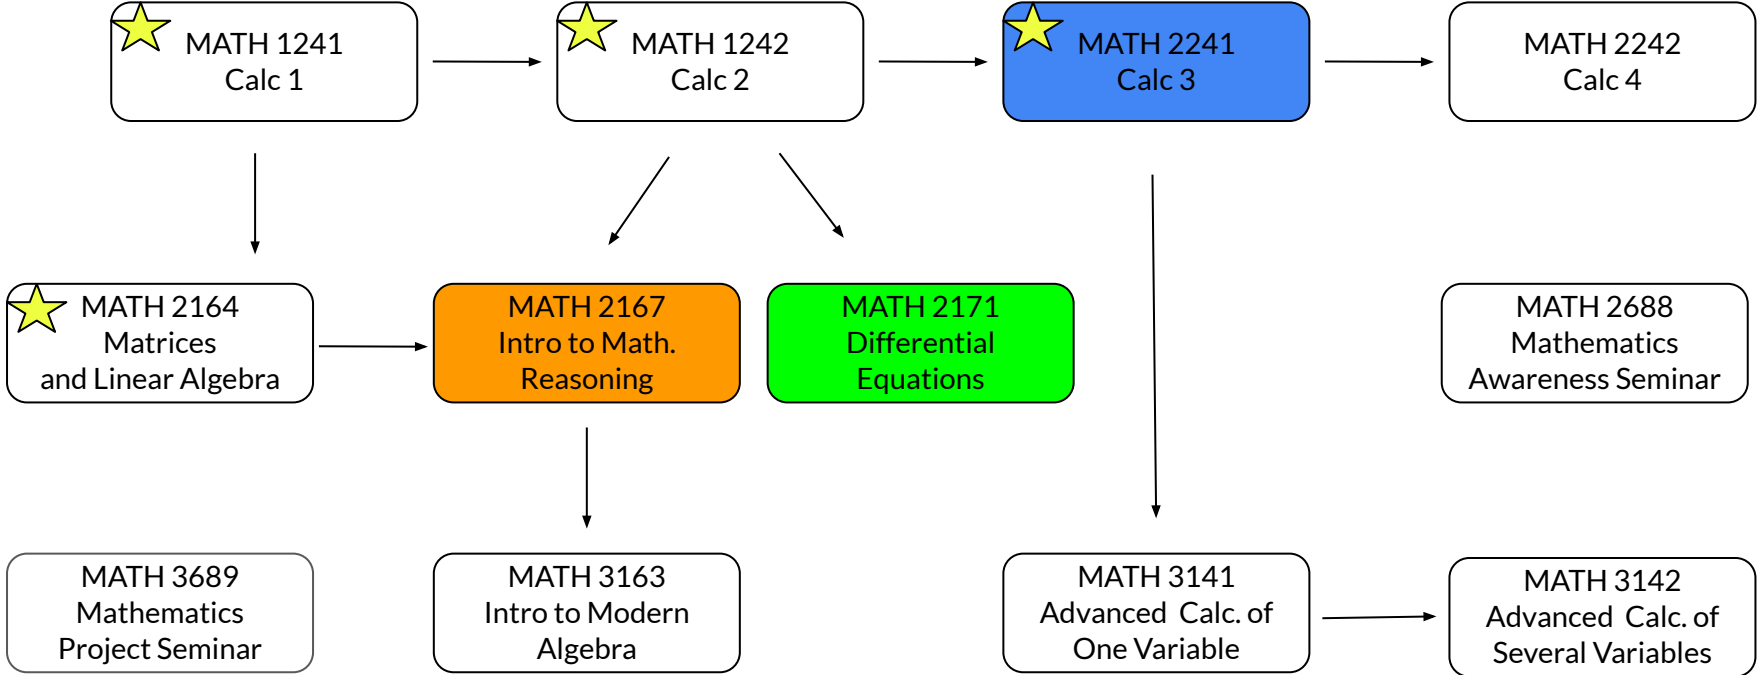 MATH 1241
Calc 1
MATH 1242
Calc 2
MATH 2241
Calc 3
MATH 2242
Calc 4
MATH 2164
Matrices
and Linear Algebra
MATH 2167
Intro to Math.
Reasoning
MATH 2171
Differential
Equations
MATH 2688
Mathematics
Awareness Seminar
MATH 3689
Mathematics
Project Seminar
MATH 3163
Intro to Modern
Algebra
MATH 3141
Advanced Calc. of
One Variable
MATH 3142
Advanced Calc. of
Several Variables